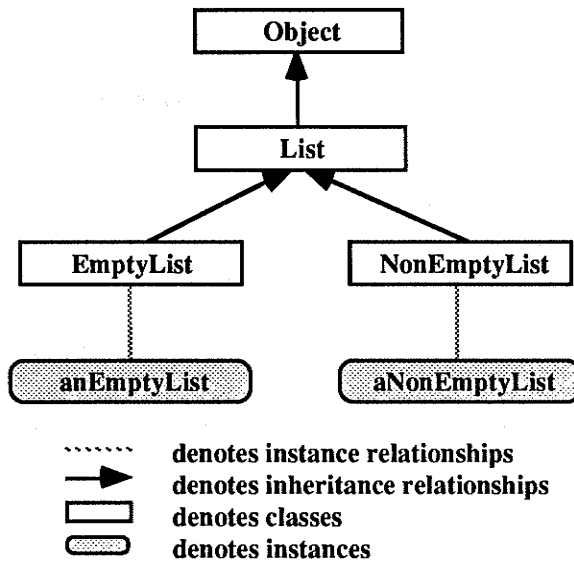 Object
List
EmptyList
NonEmptyList
anEmptyList
aNonEmptyList
denotes instance relationships
denotes inheritance relationships
denotes classes
denotes instances